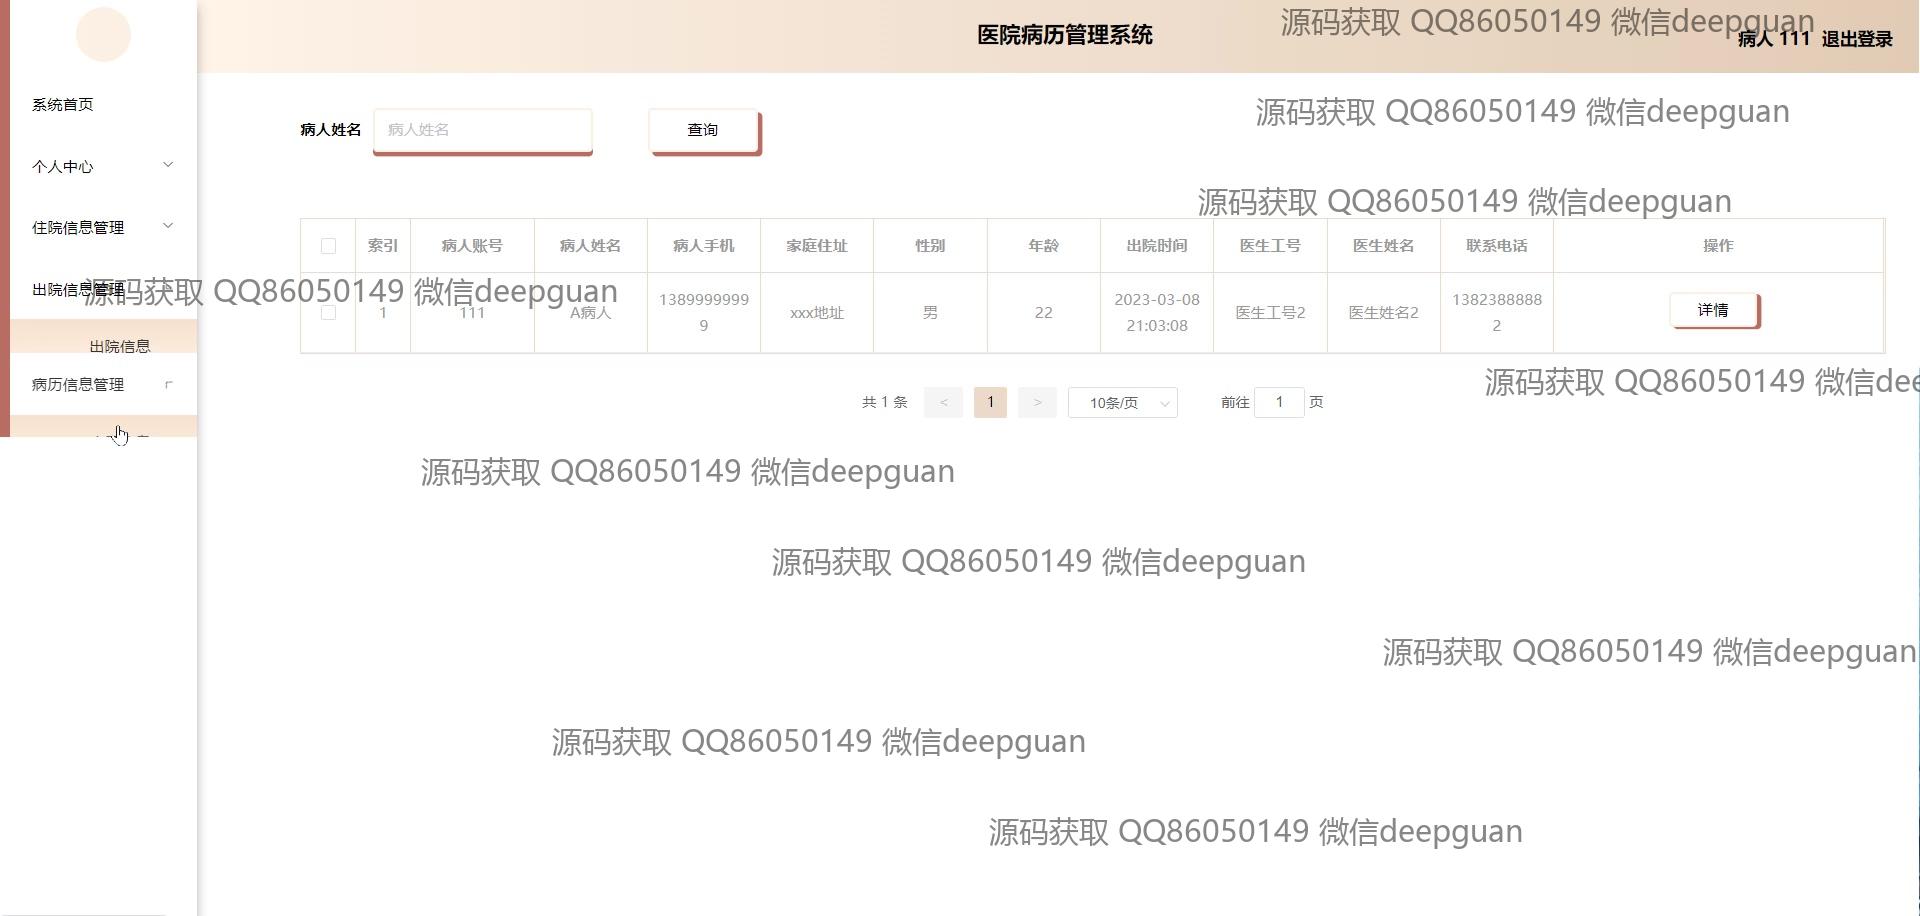 医院病历管理系统
源码获取 QQ86050149 微信deepguan
病人 111 退出登录
系统首页
源码获取 QQ86050149 微信deepguan
病人姓名 病人姓名 查询
个人中心
源码获取 QQ86050149 微信deepguan
住院信息管理
索引 病人账号 病人姓名 病人手机 家庭住址 性别 年龄 出院时间 医生工号 医生姓名 联系电话 操作
出院信息管理
源码获取 QQ86050149 微信deepguan
1 111 A病人 13899999999 xxx地址 男 22 2023-03-08 21:03:08 医生工号2 医生姓名2 13823888882 详情
出院信息
病历信息管理
源码获取 QQ86050149 微信dee
共 1 条 < 1 > 10条/页 前往 1 页
源码获取 QQ86050149 微信deepguan
源码获取 QQ86050149 微信deepguan
源码获取 QQ86050149 微信deepguan
源码获取 QQ86050149 微信deepguan
源码获取 QQ86050149 微信deepguan